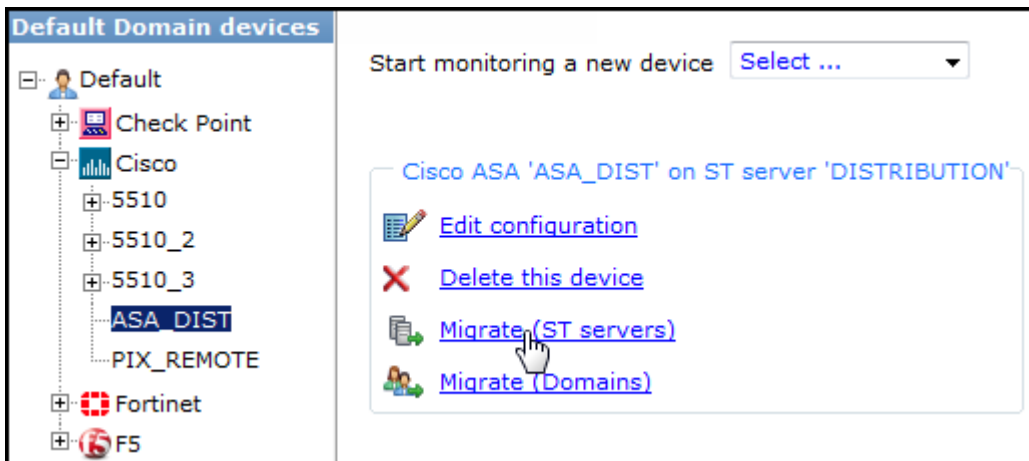 Default Domain devices
Default
Check Point
Cisco
5510
5510_2
5510_3
ASA_DIST
PIX_REMOTE
Fortinet
F5
Start monitoring a new device Select ...
Cisco ASA 'ASA_DIST' on ST server 'DISTRIBUTION'
Edit configuration
Delete this device
Migrate (ST servers)
Migrate (Domains)